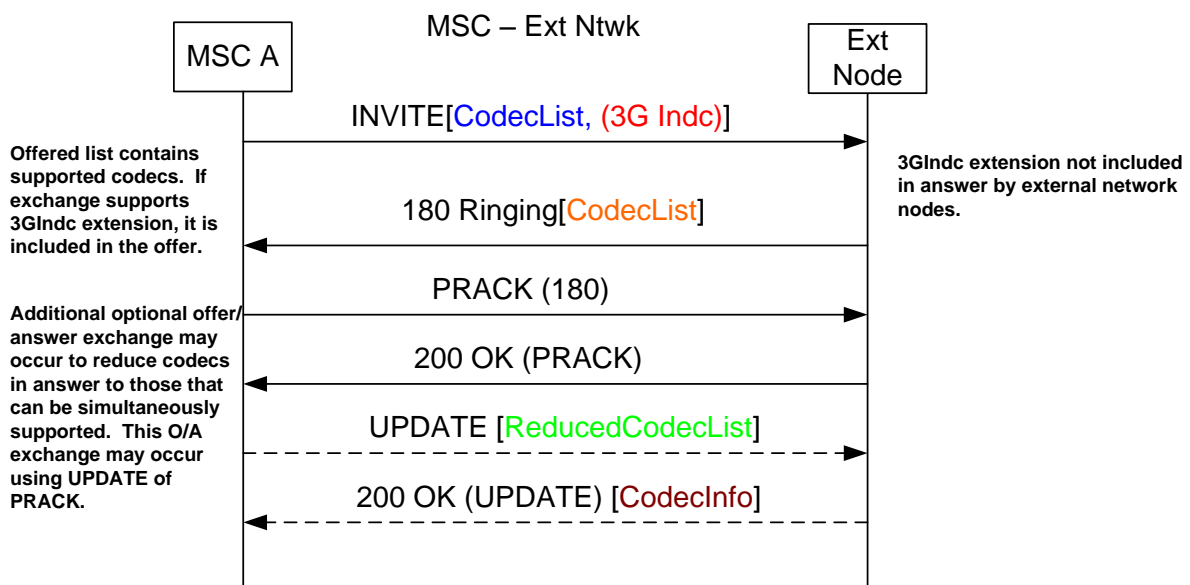 MSC – Ext Ntwk
MSC A
Ext
Node
INVITE[CodecList, (3G Indc)]
Offered list contains
supported codecs. If
exchange supports
3GIndc extension, it is
included in the offer.
3GIndc extension not included
in answer by external network
nodes.
180 Ringing[CodecList]
PRACK (180)
Additional optional offer/
answer exchange may
occur to reduce codecs
in answer to those that
can be simultaneously
supported. This O/A
exchange may occur
using UPDATE of
PRACK.
200 OK (PRACK)
UPDATE [ReducedCodecList]
200 OK (UPDATE) [CodecInfo]